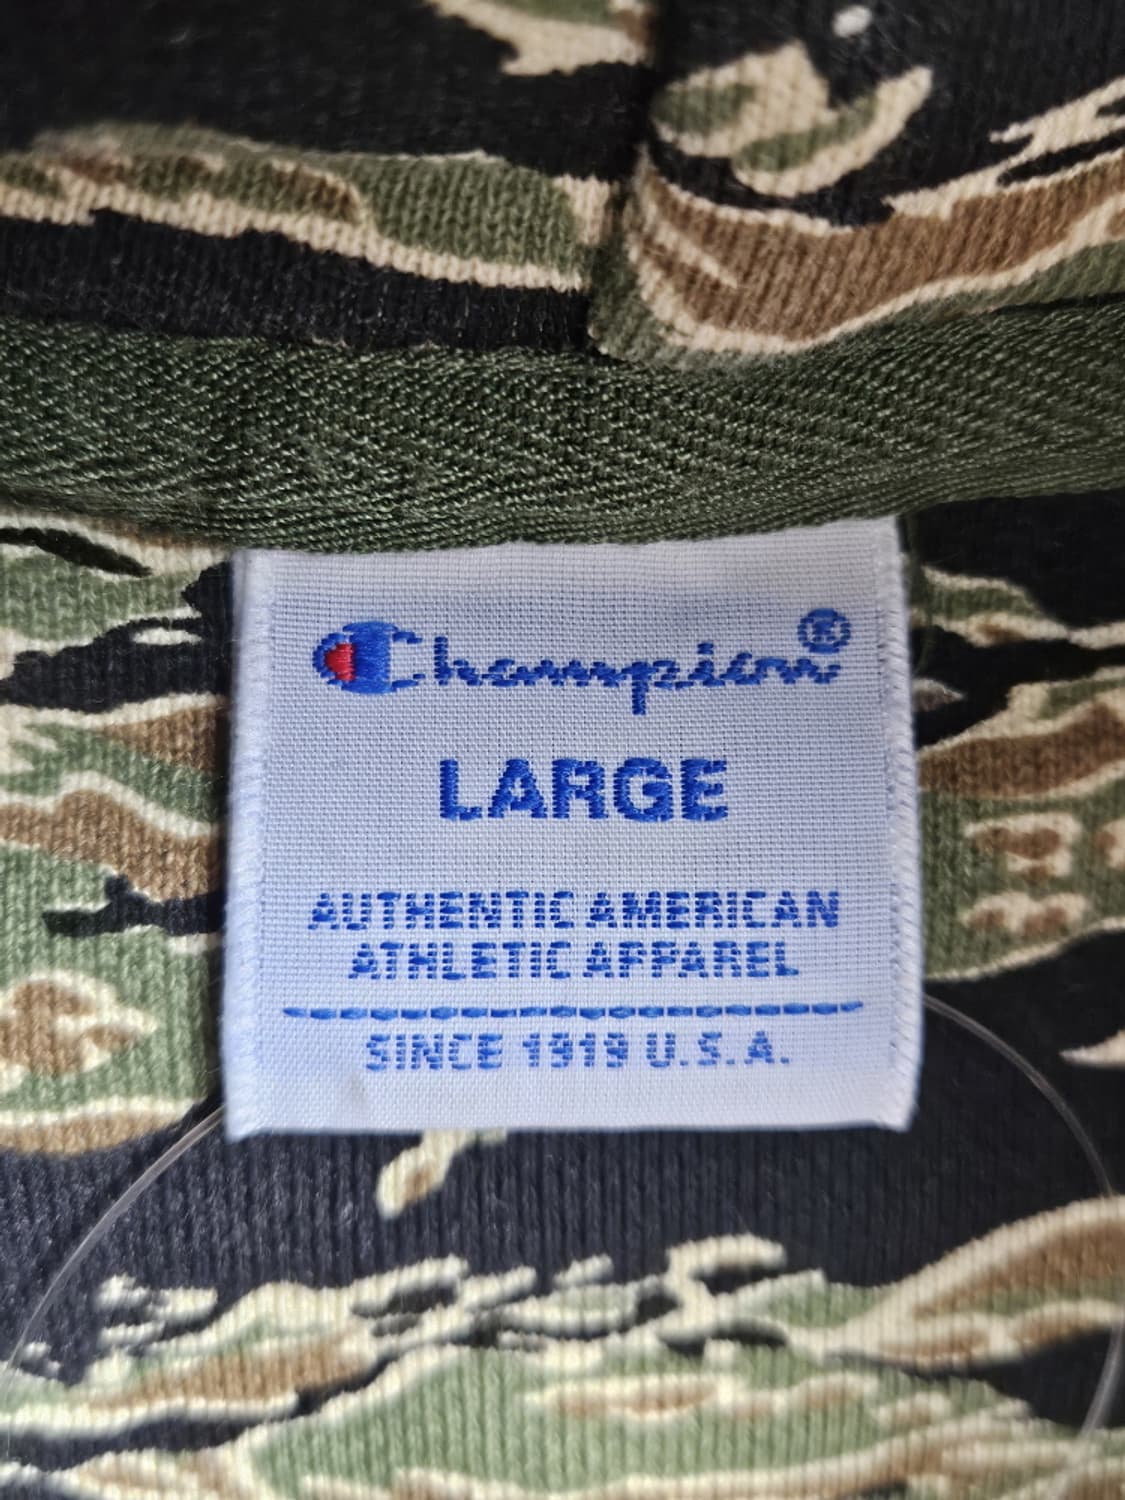 Champion®
LARGE
AUTHENTIC AMERICAN
ATHLETIC APPAREL
SINCE 1919 U.S.A.